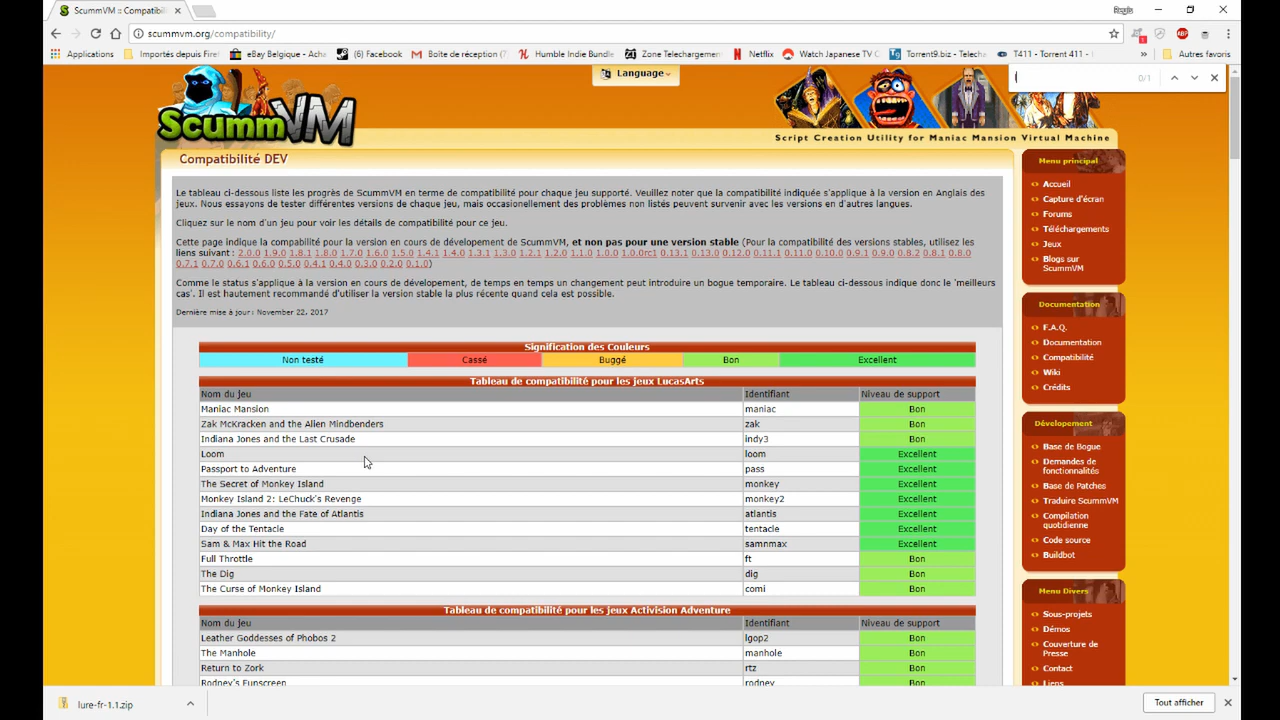 ScummVM :: Compatibili
Regis
scummvm.org/compatibility/
Applications
Importés depuis Firef
eBay Belgique - Acha
(6) Facebook
Boîte de réception (7
Humble Indie Bundle
Zone Telechargemen
Netflix
Watch Japanese TV C
Torrent9.biz - Telecha
T411 - Torrent 411 -
»
Autres favoris
0/1
Language
ScummVM
Script Creation Utility for Maniac Mansion Virtual Machine
Compatibilité DEV
Le tableau ci-dessous liste les progrès de ScummVM en terme de compatibilité pour chaque jeu supporté. Veuillez noter que la compatibilité indiquée s'applique à la version en Anglais des
jeux. Nous essayons de tester différentes versions de chaque jeu, mais occasionellement des problèmes non listés peuvent survenir avec les versions en d'autres langues.
Cliquez sur le nom d'un jeu pour voir les détails de compatibilité pour ce jeu.
Cette page indique la compabilité pour la version en cours de dévelopement de ScummVM, et non pas pour une version stable (Pour la compatibilité des versions stables, utilisez les
liens suivant : 2.0.0 1.9.0 1.8.1 1.8.0 1.7.0 1.6.0 1.5.0 1.4.1 1.4.0 1.3.1 1.3.0 1.2.1 1.2.0 1.1.0 1.0.0 1.0.0rc1 0.13.1 0.13.0 0.12.0 0.11.1 0.11.0 0.10.0 0.9.1 0.9.0 0.8.2 0.8.1 0.8.0
0.7.1 0.7.0 0.6.1 0.6.0 0.5.0 0.4.1 0.4.0 0.3.0 0.2.0 0.1.0)
Comme le status s'applique à la version en cours de dévelopement, de temps en temps un changement peut introduire un bogue temporaire. Le tableau ci-dessous indique donc le 'meilleurs
cas'. Il est hautement recommandé d'utiliser la version stable la plus récente quand cela est possible.
Dernière mise à jour: November 22, 2017
Signification des Couleurs
Non testé Cassé Buggé Bon Excellent
Tableau de compatibilité pour les jeux LucasArts
Nom du jeu Identifiant Niveau de support
Maniac Mansion maniac Bon
Zak McKracken and the Alien Mindbenders zak Bon
Indiana Jones and the Last Crusade indy3 Bon
Loom loom Excellent
Passport to Adventure pass Excellent
The Secret of Monkey Island monkey Excellent
Monkey Island 2: LeChuck's Revenge monkey2 Excellent
Indiana Jones and the Fate of Atlantis atlantis Excellent
Day of the Tentacle tentacle Excellent
Sam & Max Hit the Road samnmax Excellent
Full Throttle ft Bon
The Dig dig Bon
The Curse of Monkey Island comi Bon
Tableau de compatibilité pour les jeux Activision Adventure
Nom du jeu Identifiant Niveau de support
Leather Goddesses of Phobos 2 lgop2 Bon
The Manhole manhole Bon
Return to Zork rtz Bon
Rodney's Funscreen rodney Bon
Menu principal
Accueil
Capture d'écran
Forums
Téléchargements
Jeux
Blogs sur
ScummVM
Documentation
F.A.Q.
Documentation
Compatibilité
Wiki
Crédits
Dévelopement
Base de Bogue
Demandes de
fonctionnalités
Base de Patches
Traduire ScummVM
Compilation
quotidienne
Code source
Buildbot
Menu Divers
Sous-projets
Démos
Couverture de
Presse
Contact
Liens
lure-fr-1.1.zip
Tout afficher